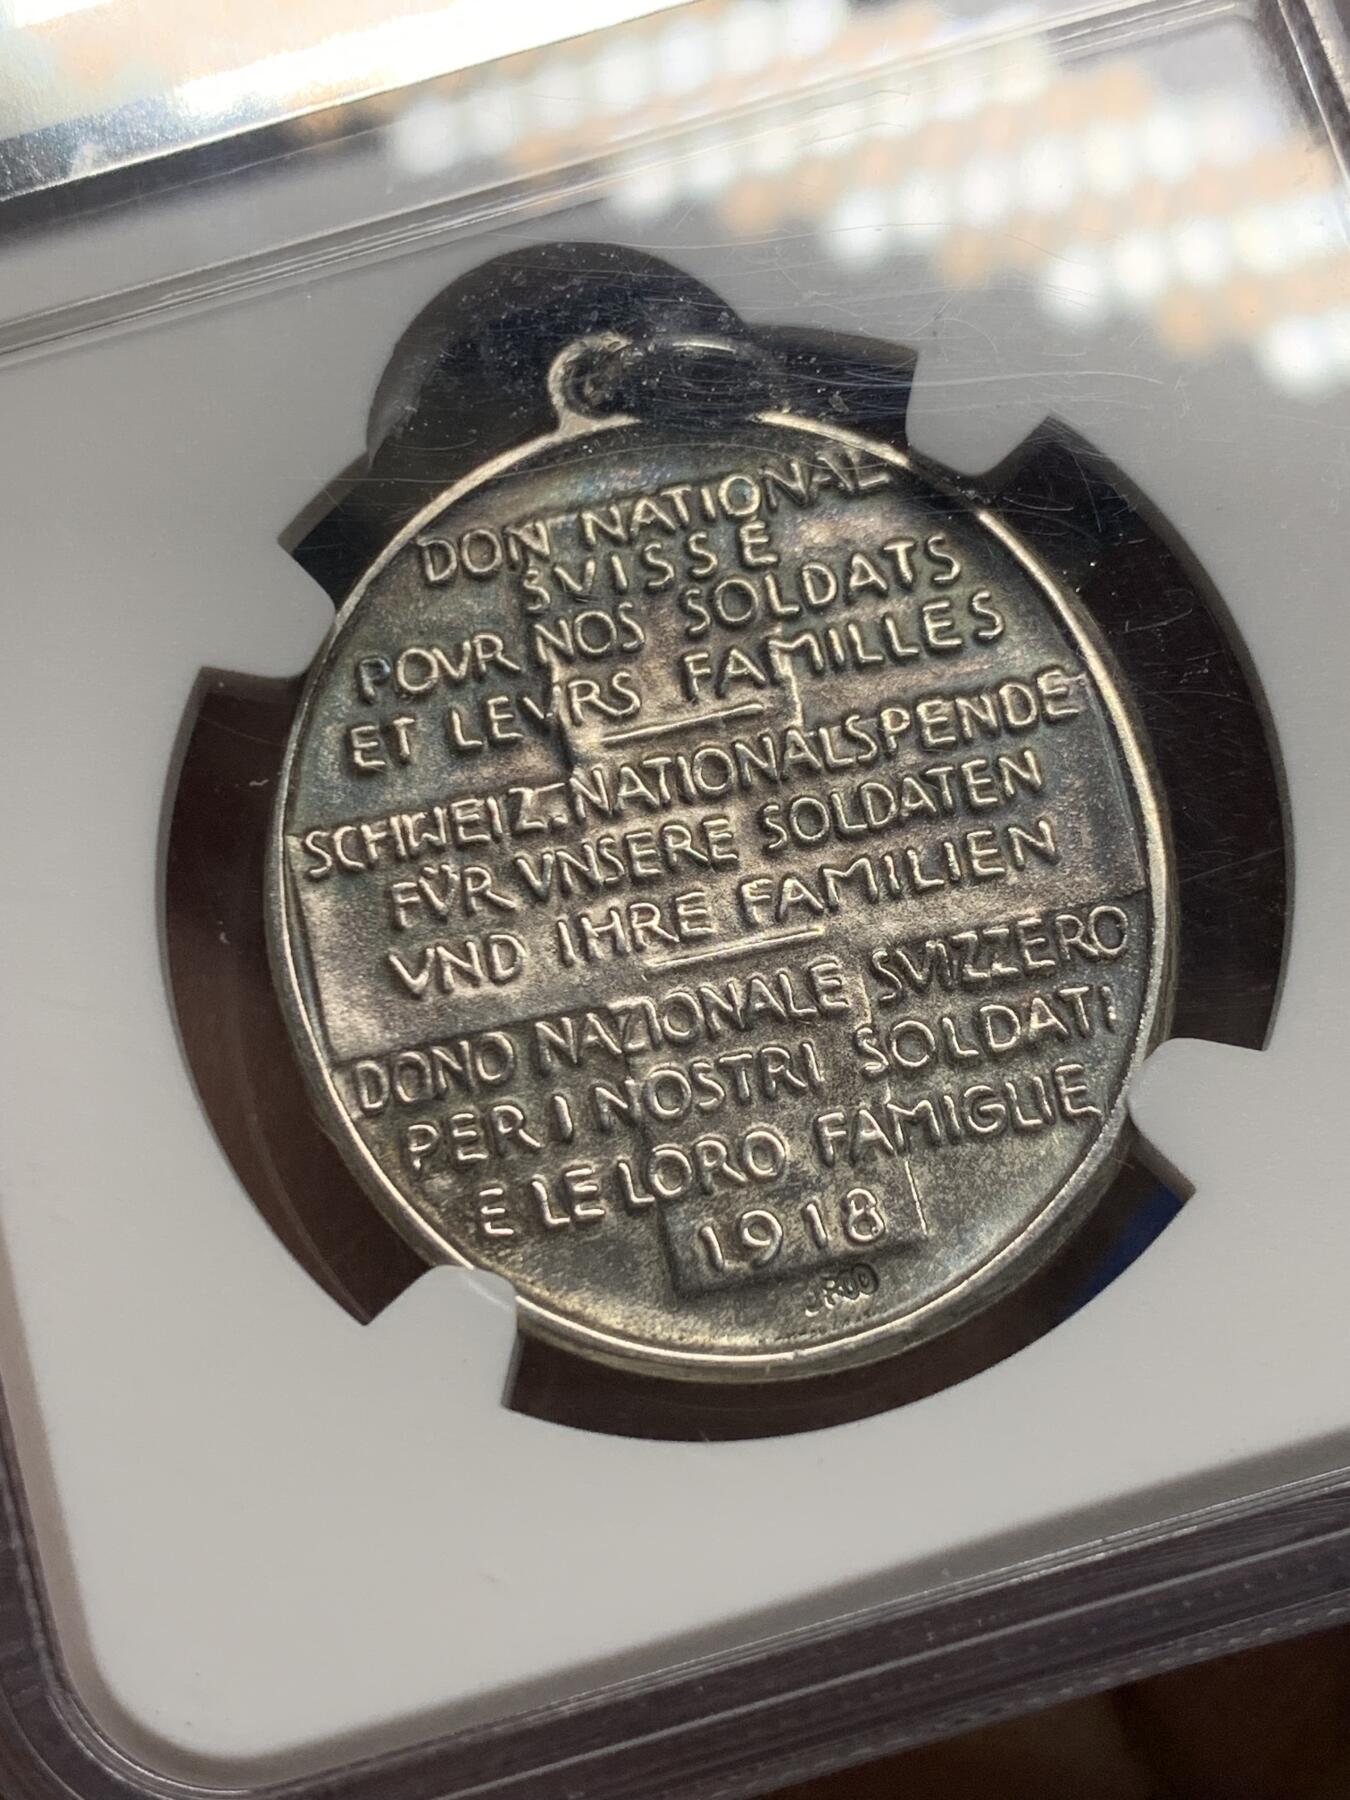 DON NATIONAL
SVISSE
POVR NOS SOLDATS
ET LEVRS FAMILLES
SCHWEIZ. NATIONALSPENDE
FÜR VNSERE SOLDATEN
VND IHRE FAMILIEN
DONO NAZIONALE SVIZZERO
PER I NOSTRI SOLDATI
E LE LORO FAMIGLIE
1918